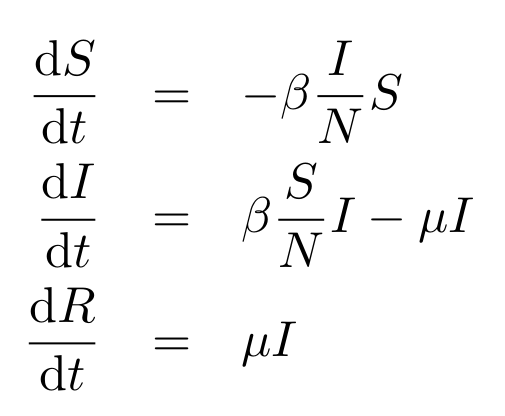 dS/dt = -β I/N S
dI/dt = β S/N I - μI
dR/dt = μI